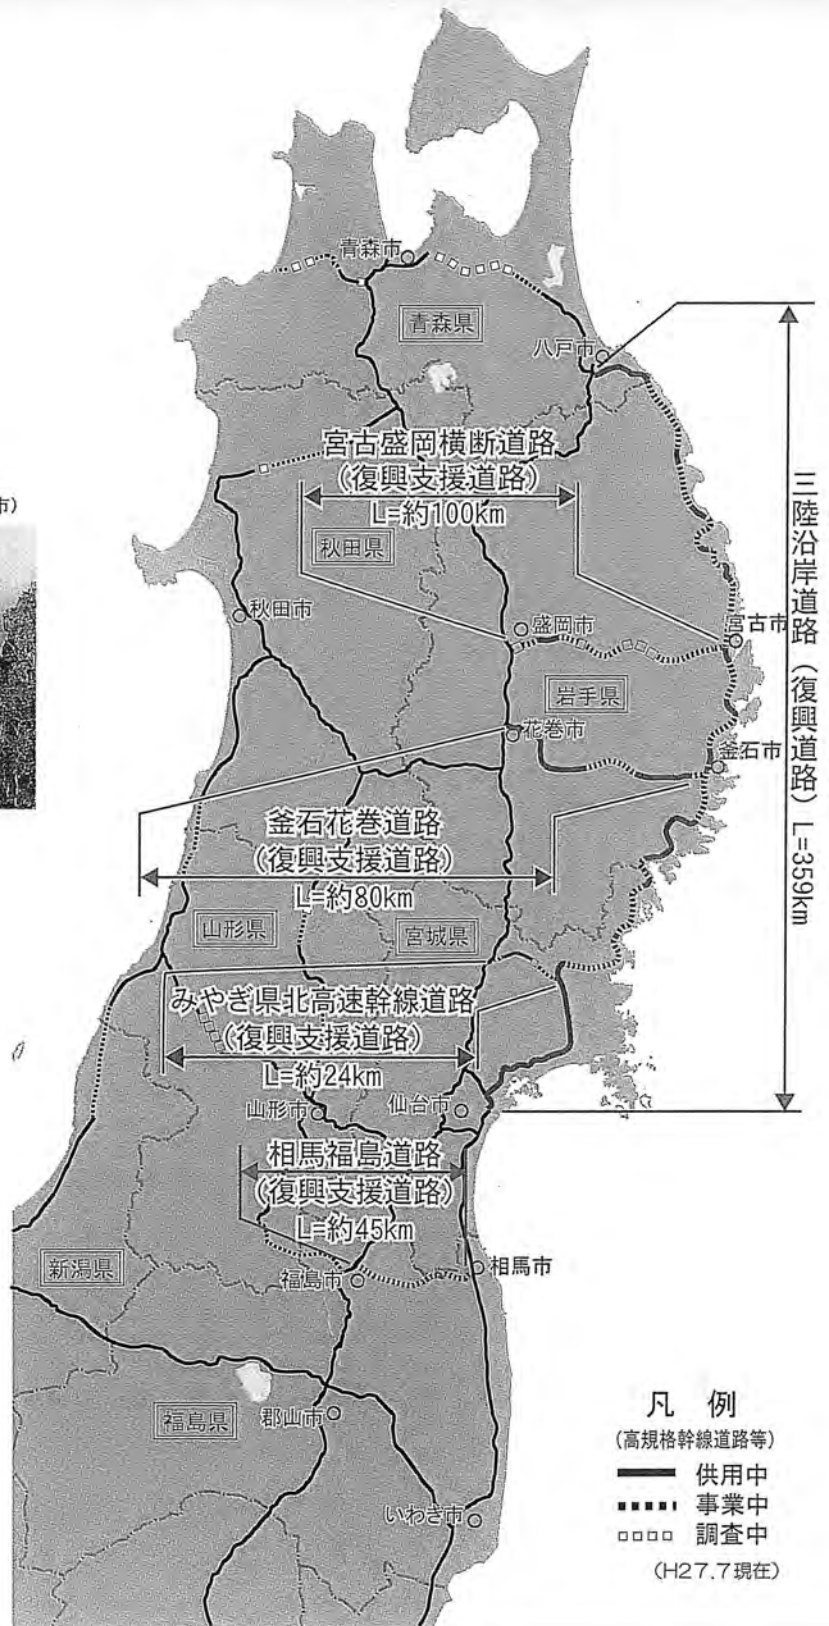 青森市
青森県
八戸市
宮古盛岡横断道路
(復興支援道路)
L=約100km
市)
秋田県
秋田市
盛岡市
宮古市
岩手県
花巻市
釜石市
三陸沿岸道路(復興道路) L=359km
釜石花巻道路
(復興支援道路)
L=約80km
山形県
宮城県
みやぎ県北高速幹線道路
(復興支援道路)
L=約24km
山形市
仙台市
相馬福島道路
(復興支援道路)
L=約45km
新潟県
福島市
相馬市
福島県
郡山市
いわき市
凡 例
(高規格幹線道路等)
供用中
事業中
調査中
(H27.7現在)